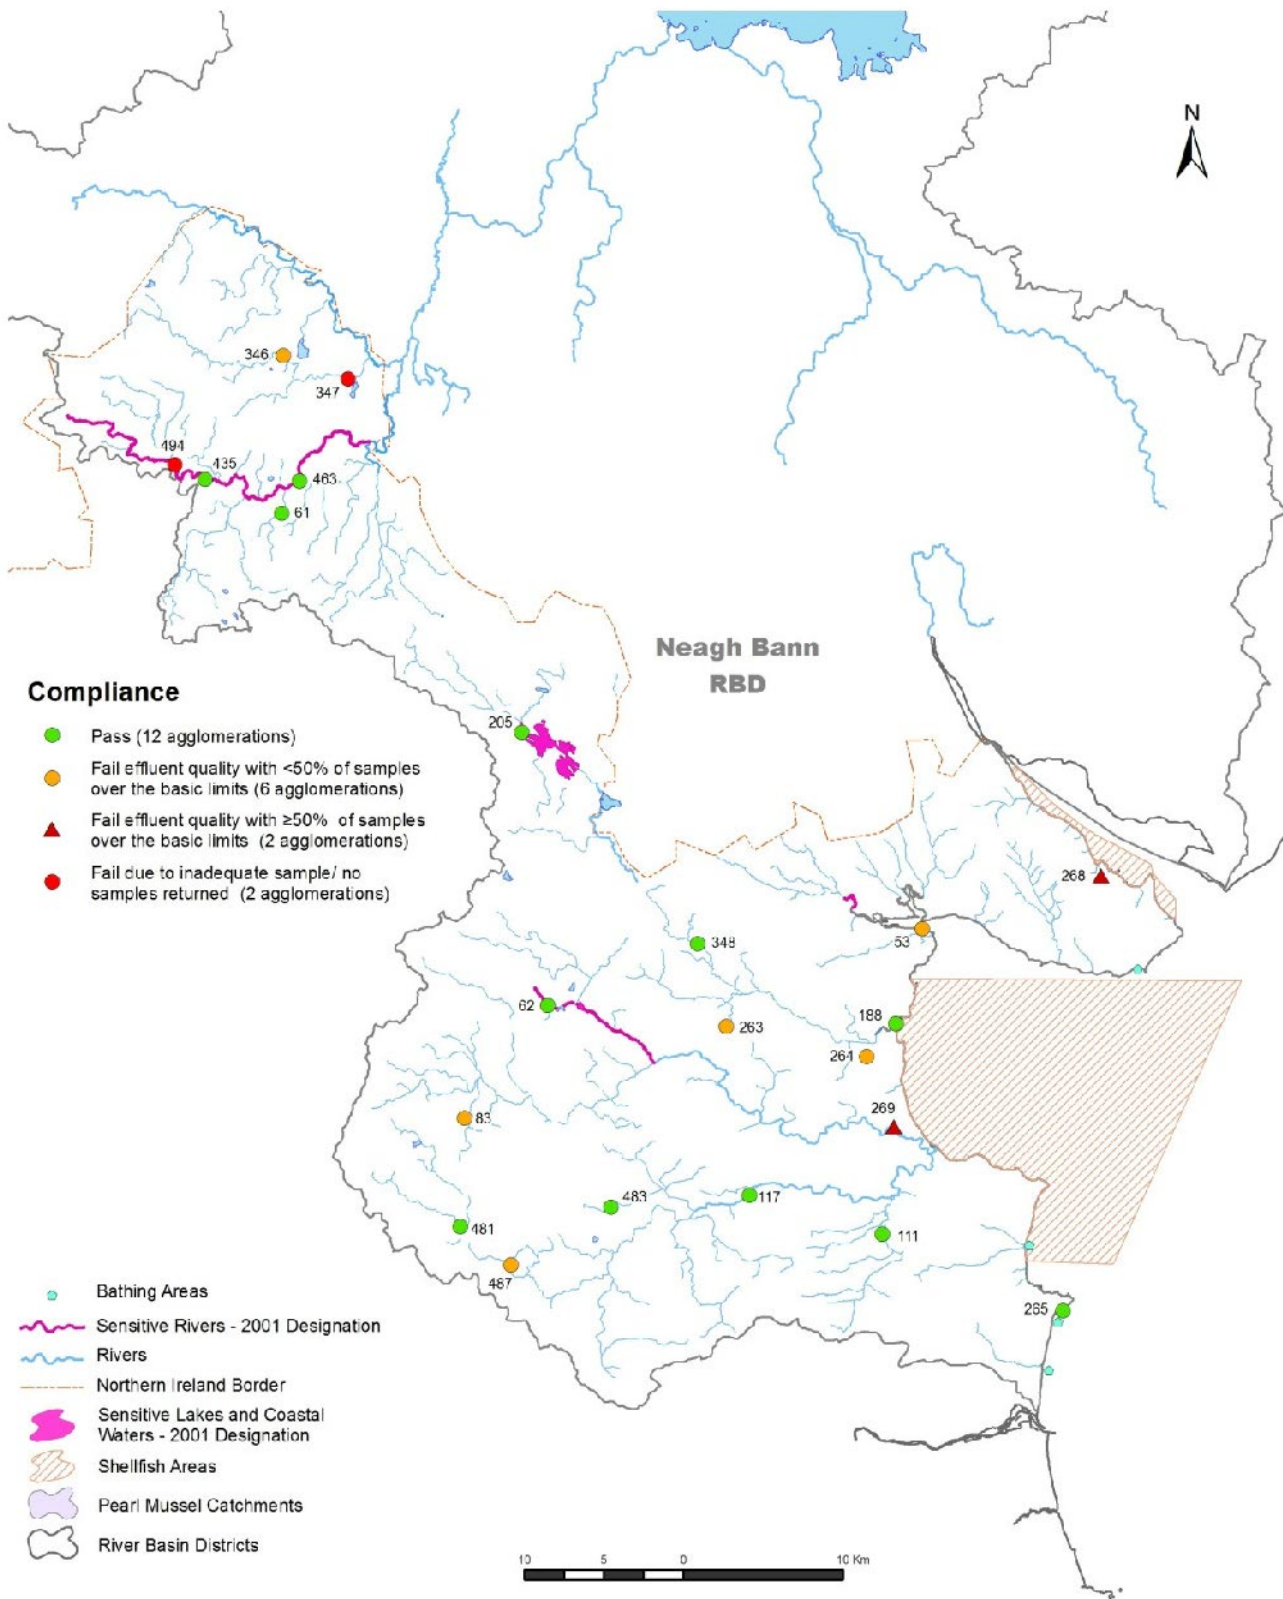 N
346
347
494
435
463
61
Neagh Bann
RBD
Compliance
205
Pass (12 agglomerations)
Fail effluent quality with <50% of samples
over the basic limits (6 agglomerations)
Fail effluent quality with ≥50% of samples
over the basic limits (2 agglomerations)
Fail due to inadequate sample/ no
samples returned (2 agglomerations)
268
53
348
62
188
263
264
269
83
483
117
481
111
487
265
Bathing Areas
Sensitive Rivers - 2001 Designation
Rivers
Northern Ireland Border
Sensitive Lakes and Coastal
Waters - 2001 Designation
Shellfish Areas
Pearl Mussel Catchments
River Basin Districts
10 5 0 10 Km